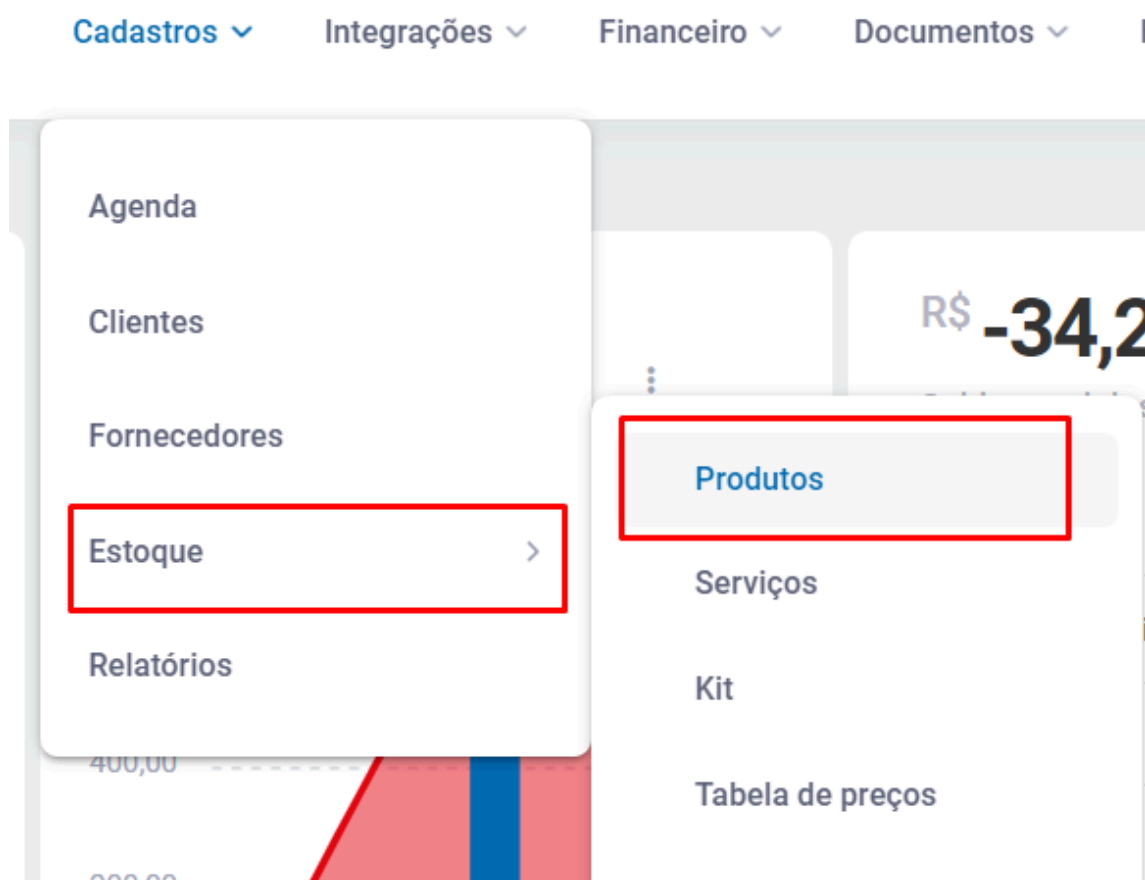 Cadastros Integrações Financeiro Documentos
Agenda
Clientes
R$ -34,2
Fornecedores
Produtos
Estoque
Serviços
Relatórios
Kit
400,00
Tabela de preços